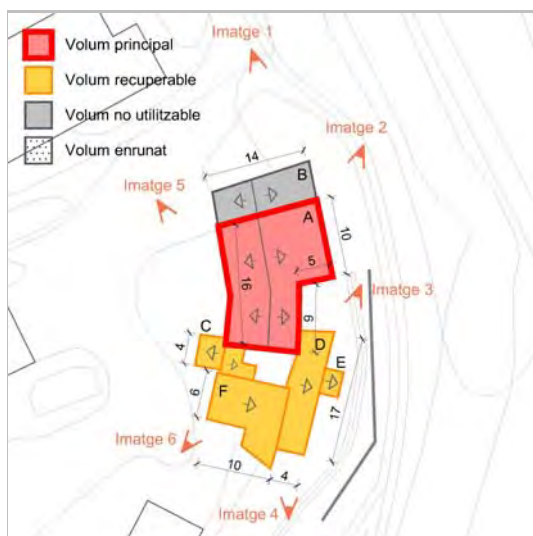 Imatge 1
Volum principal
Volum recuperable
Volum no utilitzable
Volum enrunat
Imatge 2
14
B
Imatge 5
A
10
5
16
Imatge 3
6
C
D
4
E
F
6
17
Imatge 6
10
4
Imatge 4